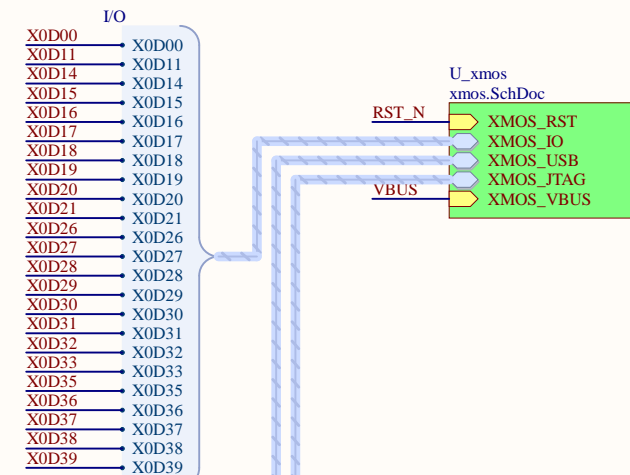 I/O
X0D00 X0D00
X0D11 X0D11
X0D14 X0D14
X0D15 X0D15
X0D16 X0D16
X0D17 X0D17
X0D18 X0D18
X0D19 X0D19
X0D20 X0D20
X0D21 X0D21
X0D26 X0D26
X0D27 X0D27
X0D28 X0D28
X0D29 X0D29
X0D30 X0D30
X0D31 X0D31
X0D32 X0D32
X0D33 X0D33
X0D35 X0D35
X0D36 X0D36
X0D37 X0D37
X0D38 X0D38
X0D39 X0D39
U_xmos
xmos.SchDoc
RST_N XMOS_RST
XMOS_IO
XMOS_USB
XMOS_JTAG
VBUS XMOS_VBUS